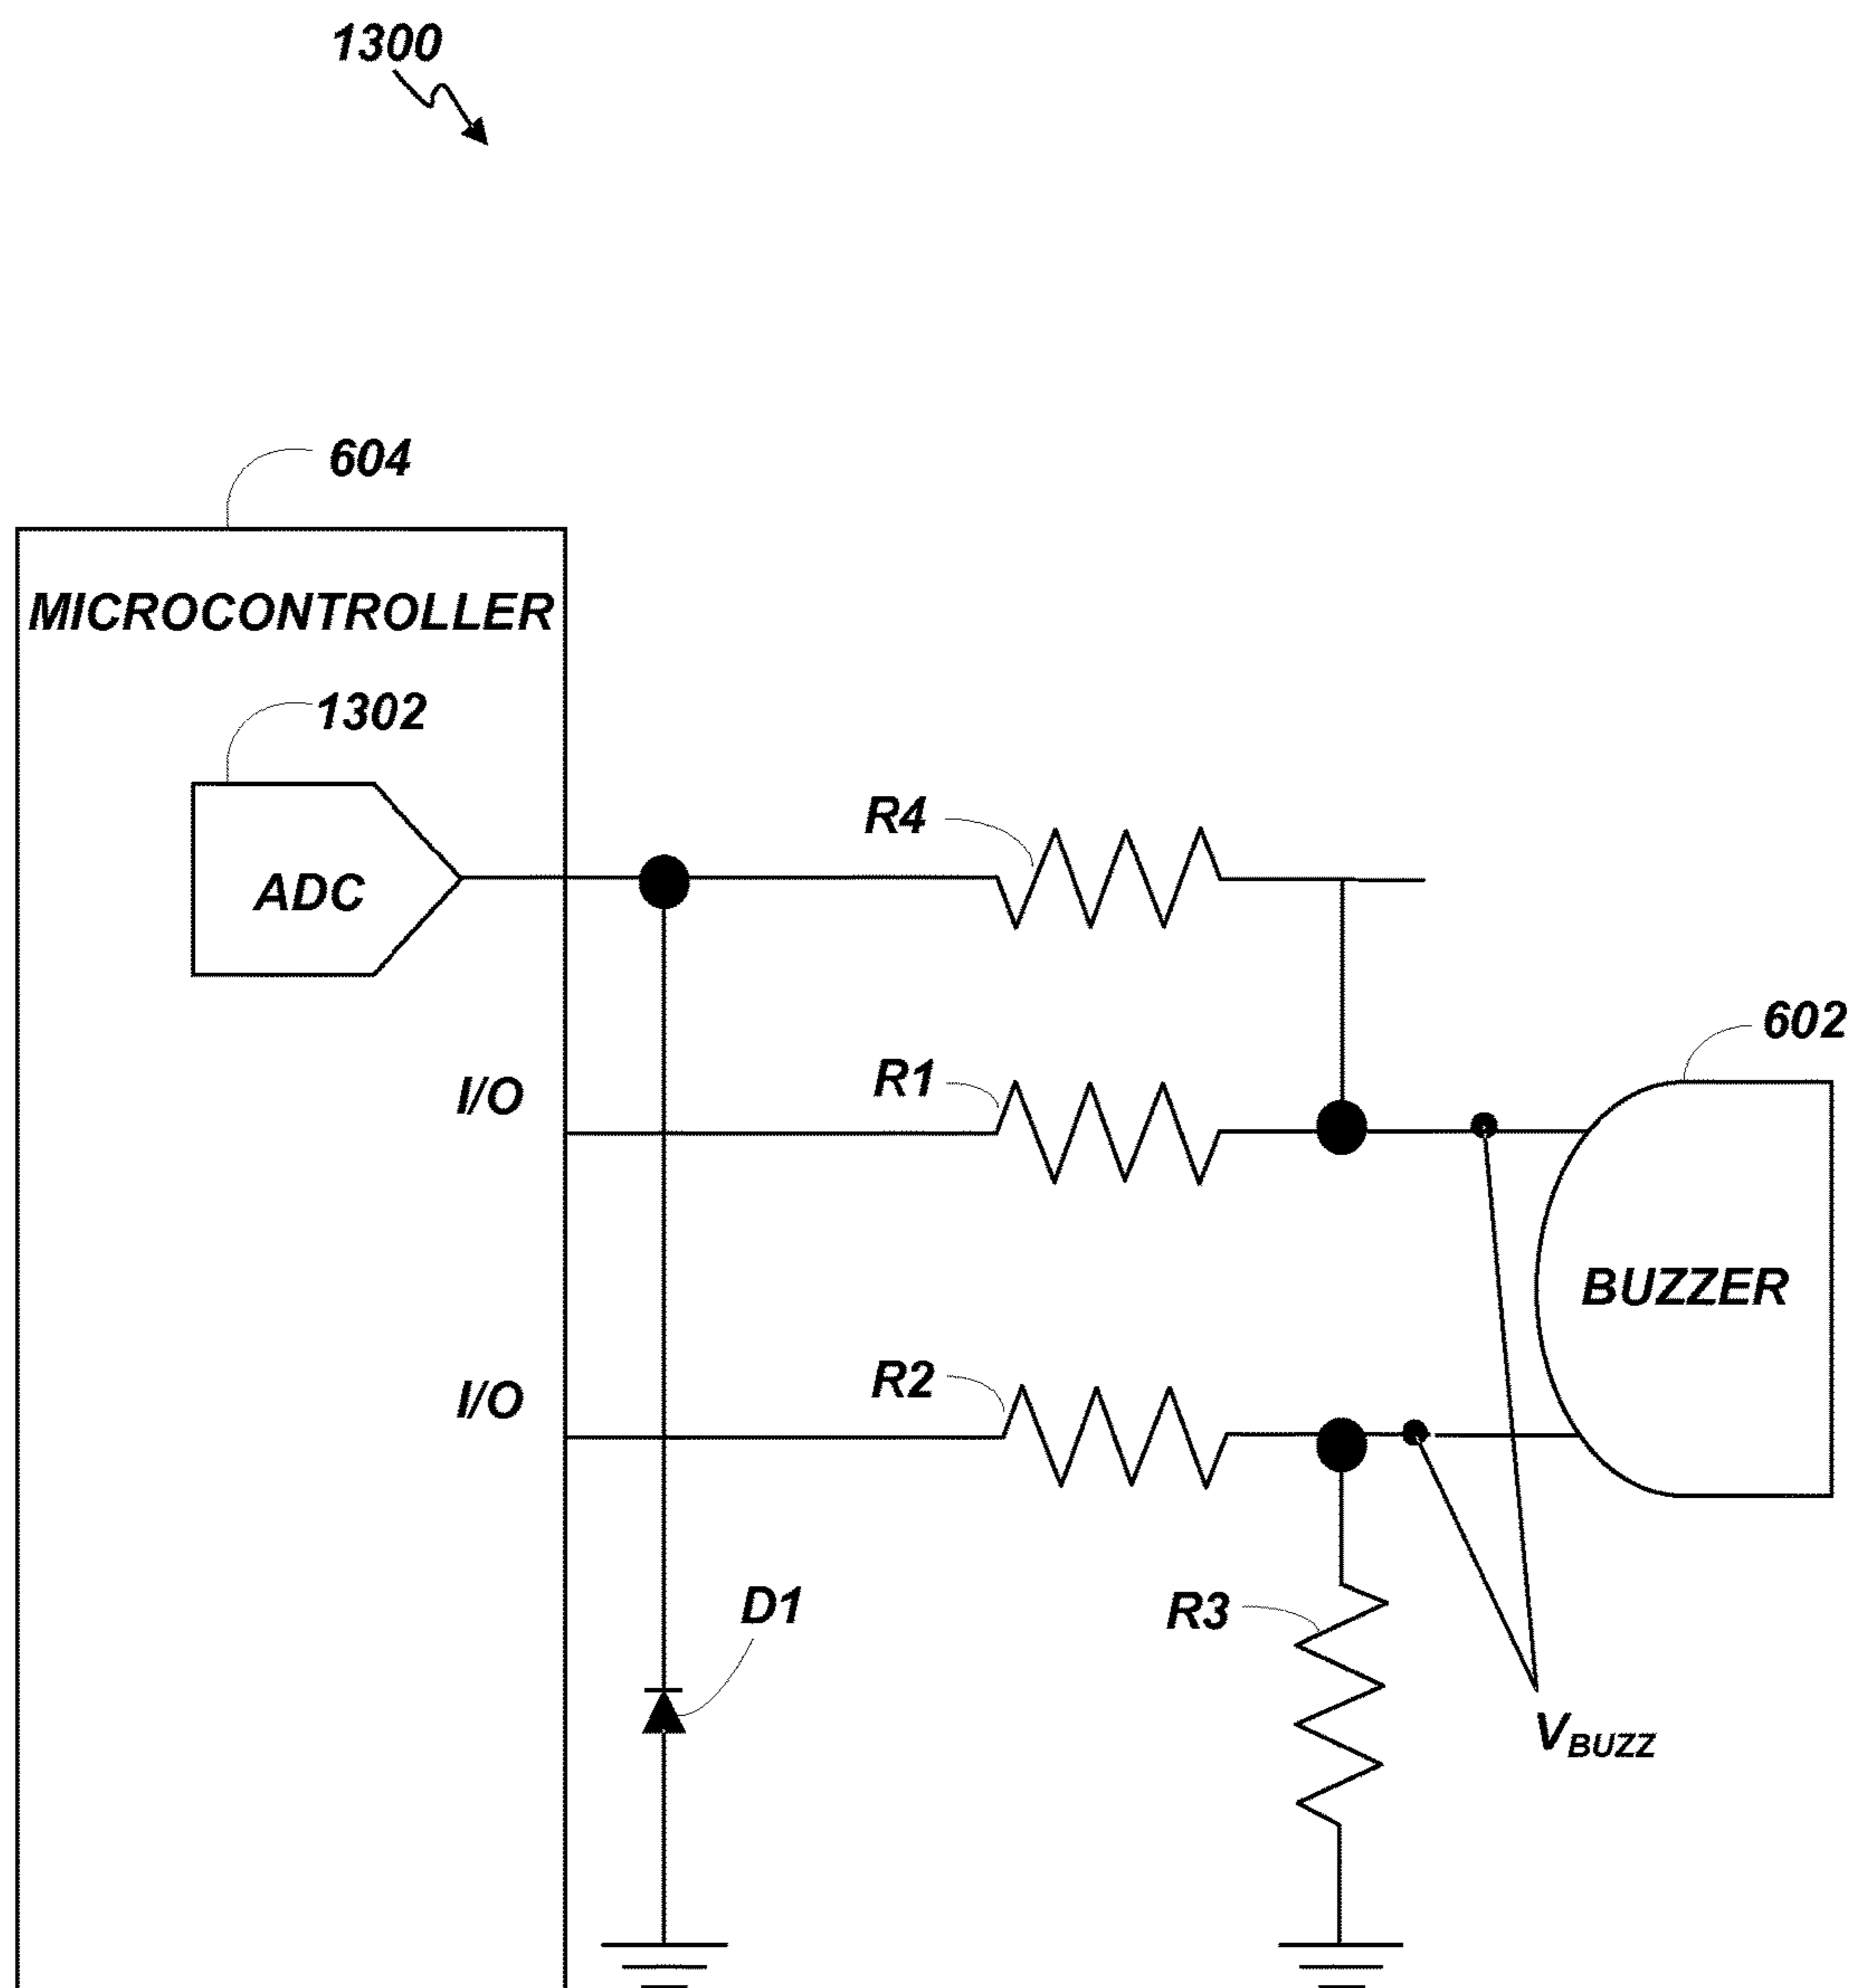 1300
604
MICROCONTROLLER
1302
ADC
R4
602
I/O
R1
BUZZER
I/O
R2
D1
R3
VBUZZ